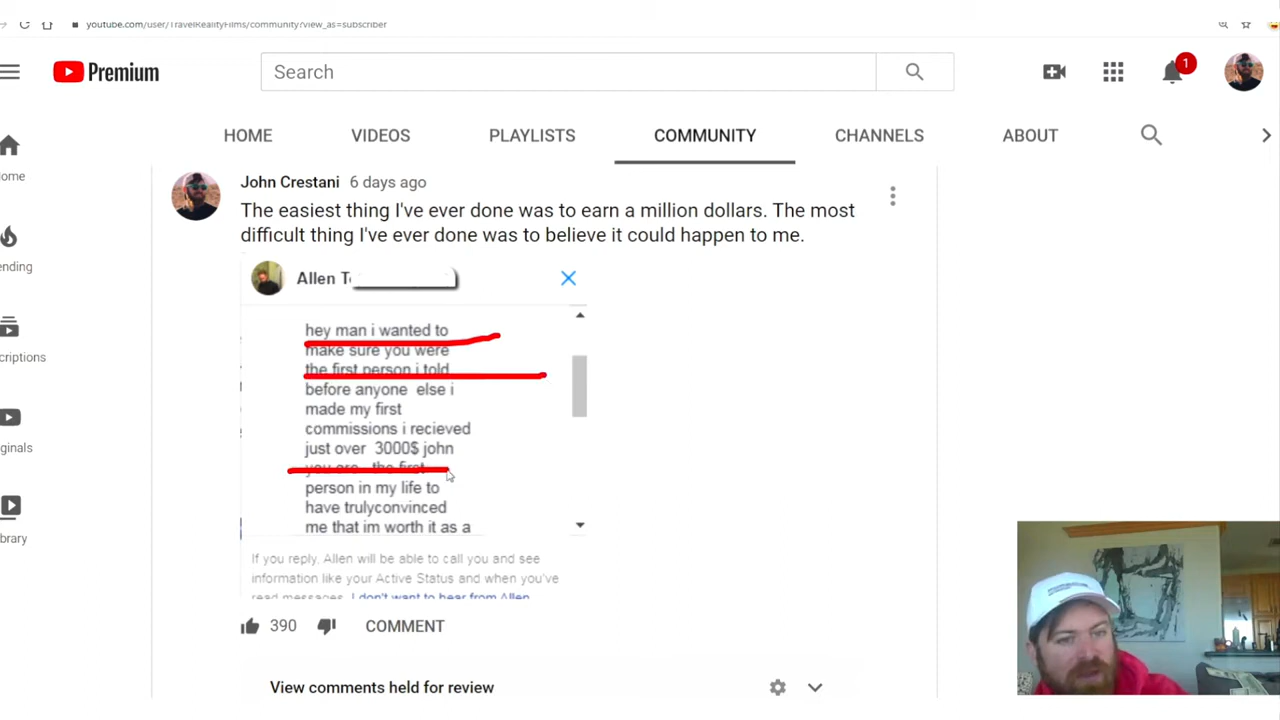 youtube.com/user/TravelRealityFilms/community?view_as=subscriber
Premium
Search
1
HOME
VIDEOS
PLAYLISTS
COMMUNITY
CHANNELS
ABOUT
ome
ending
criptions
ginals
brary
John Crestani 6 days ago
The easiest thing I've ever done was to earn a million dollars. The most
difficult thing I've ever done was to believe it could happen to me.
Allen T
hey man i wanted to
make sure you were
the first person i told
before anyone else i
made my first
commissions i recieved
just over 3000$ john
you are the first
person in my life to
have trulyconvinced
me that im worth it as a
If you reply, Allen will be able to call you and see
information like your Active Status and when you've
read messages. I don't want to hear from Allen
390
COMMENT
View comments held for review